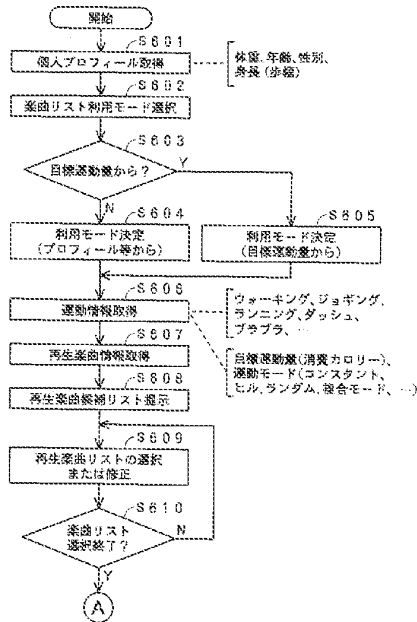 開始
S601
個人プロフィール取得
体重、年齢、性別、
身長(歩幅)
S602
楽曲リスト利用モード選択
S603
目標運動量から？
Y
N
S604
利用モード決定
(プロフィール等から)
S605
利用モード決定
(目標運動量から)
S606
運動情報取得
ウォーキング、ジョギング、
ランニング、ダッシュ、
ブラブラ、…
S607
再生楽曲情報取得
目標運動量(消費カロリー)、
運動モード(コンスタント、
ヒル、ランダム、複合モード、…)
S608
再生楽曲候補リスト提示
S609
再生楽曲リストの選択
または修正
S610
楽曲リスト
選択終了？
N
Y
A